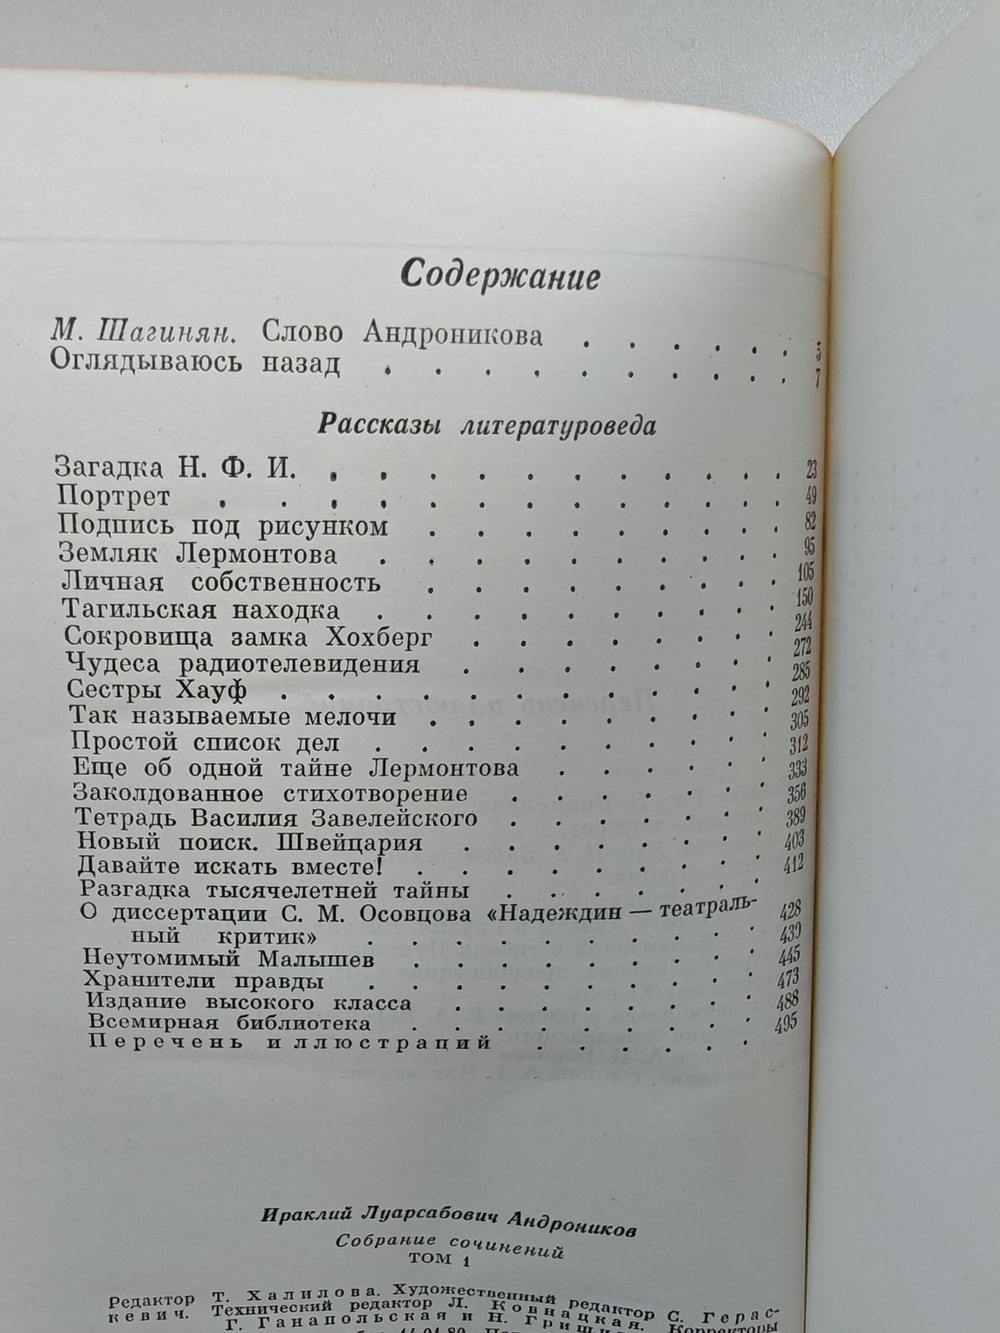 Содержание
М. Шагинян. Слово Андроникова . . . . . . 5
Оглядываюсь назад . . . . . . . . . 7
Рассказы литературоведа
Загадка Н. Ф. И. . . . . . . . . . . 23
Портрет . . . . . . . . . . . . 49
Подпись под рисунком . . . . . . . . 82
Земляк Лермонтова . . . . . . . . . 95
Личная собственность . . . . . . . . 105
Тагильская находка . . . . . . . . . 150
Сокровища замка Хохберг . . . . . . . 244
Чудеса радиотелевидения . . . . . . . 272
Сестры Хауф . . . . . . . . . . . 285
Так называемые мелочи . . . . . . . . 292
Простой список дел . . . . . . . . . 305
Еще об одной тайне Лермонтова . . . . . 312
Заколдованное стихотворение . . . . . . 333
Тетрадь Василия Завелейского . . . . . . 356
Новый поиск. Швейцария . . . . . . . 389
Давайте искать вместе! . . . . . . . . 403
Разгадка тысячелетней тайны . . . . . . 412
О диссертации С. М. Осовцова «Надеждин — театраль-
ный критик» . . . . . . . . . 428
Неутомимый Малышев . . . . . . . . 439
Хранители правды . . . . . . . . . 445
Издание высокого класса . . . . . . . 473
Всемирная библиотека . . . . . . . . 488
Перечень иллюстраций . . . . . . 495
Ираклий Луарсабович Андроников
Собрание сочинений
ТОМ 1
Редактор Т. Халилова. Художественный редактор С. Герас-
кевич. Технический редактор Л. Ковнацкая. Корректоры
Г. Ганапольская и Н.